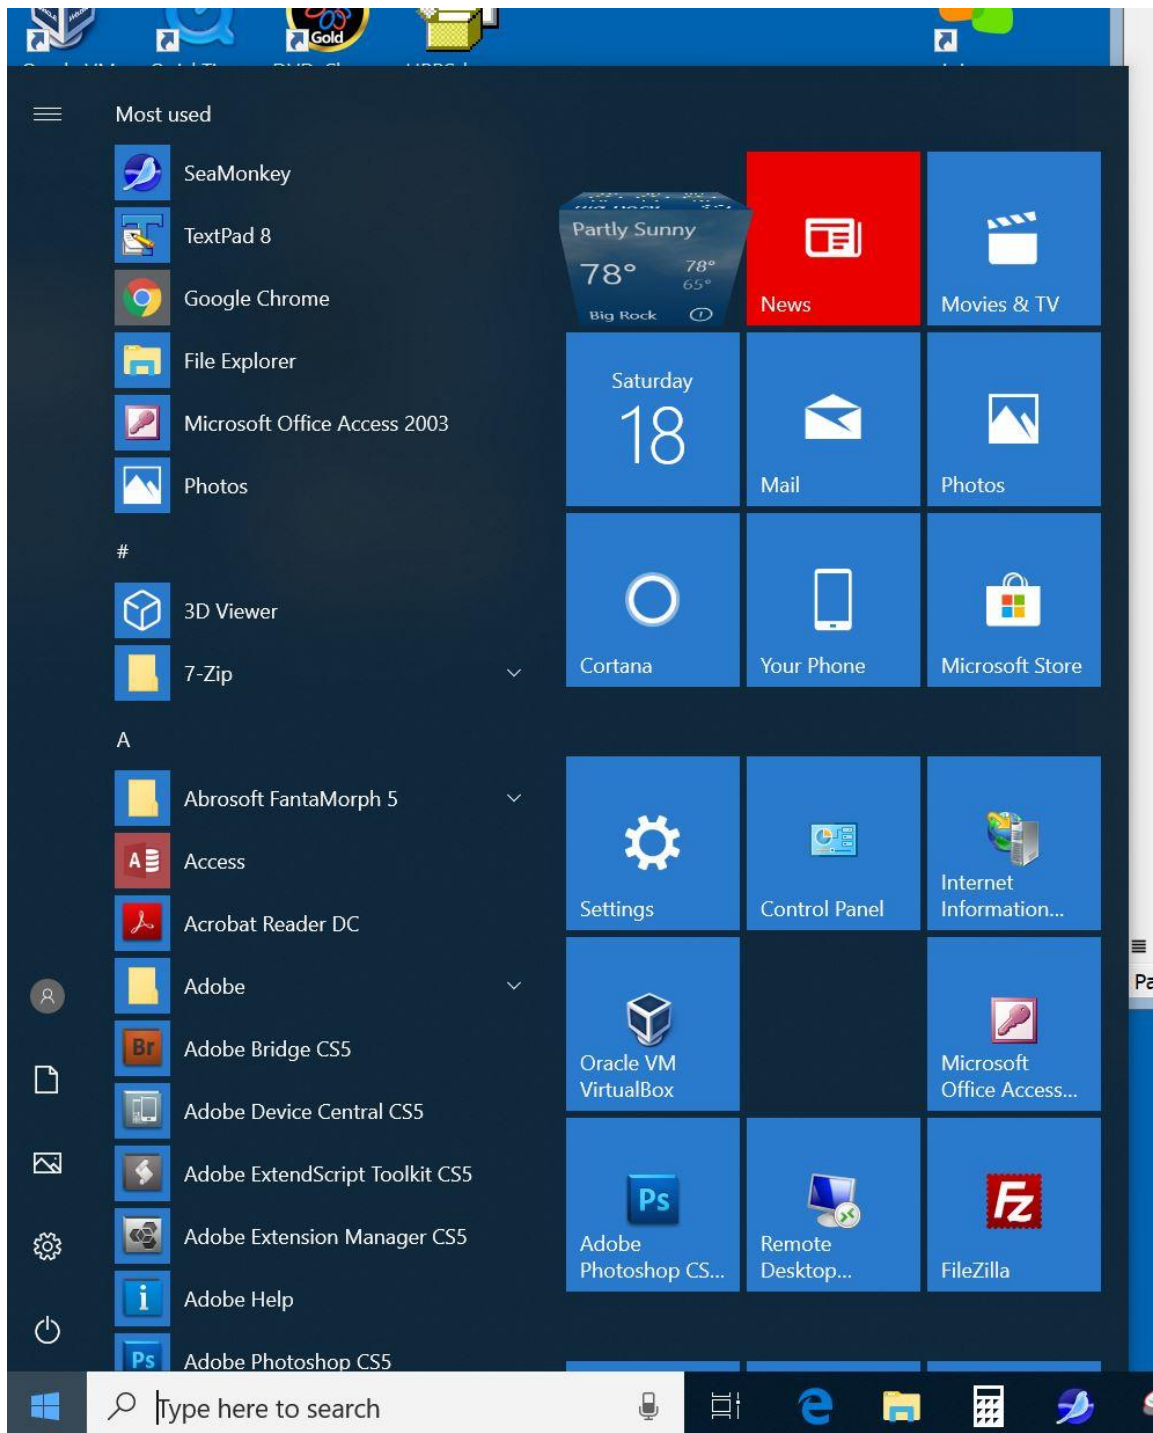 Gold
Most used
SeaMonkey
TextPad 8
Google Chrome
File Explorer
Microsoft Office Access 2003
Photos
#
3D Viewer
7-Zip
A
Abrosoft FantaMorph 5
Access
Acrobat Reader DC
Adobe
Adobe Bridge CS5
Adobe Device Central CS5
Adobe ExtendScript Toolkit CS5
Adobe Extension Manager CS5
Adobe Help
Adobe Photoshop CS5
Partly Sunny
78° 78°
65°
Big Rock
News
Movies & TV
Saturday
18
Mail
Photos
Cortana
Your Phone
Microsoft Store
Settings
Control Panel
Internet
Information...
Oracle VM
VirtualBox
Microsoft
Office Access...
Ps
Adobe
Photoshop CS...
Remote
Desktop...
Fz
FileZilla
A
Br
i
Ps
Pa
Type here to search